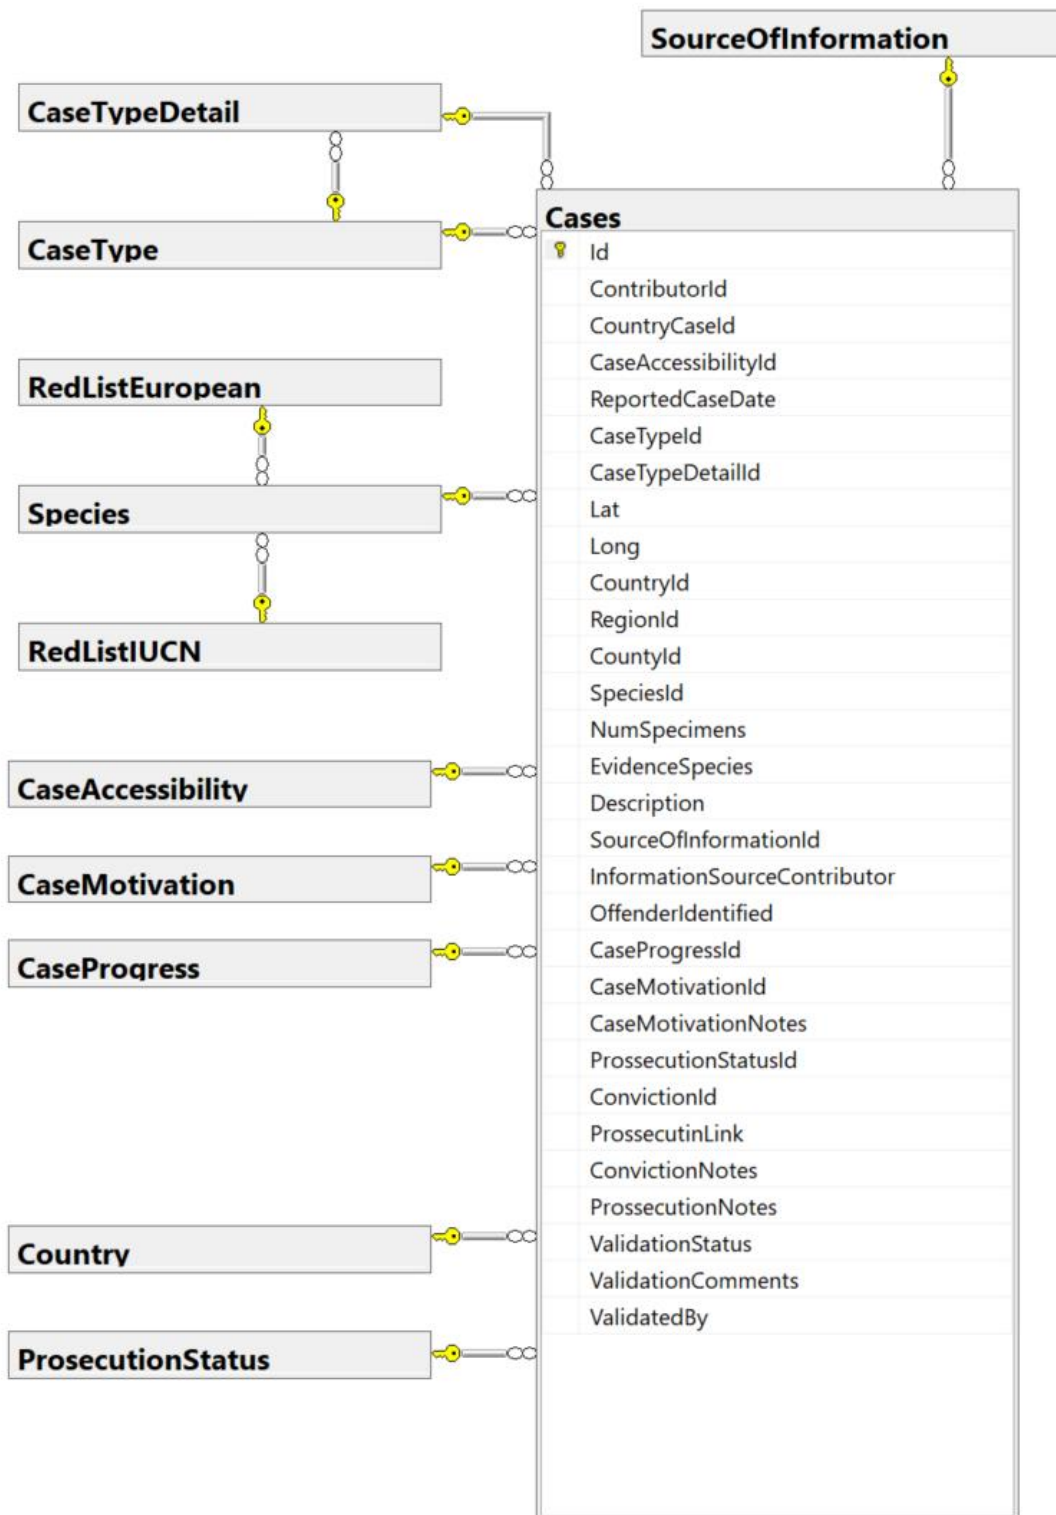 SourceOfInformation
CaseTypeDetail
CaseType
RedListEuropean
Species
RedListIUCN
CaseAccessibility
CaseMotivation
CaseProgress
Country
ProsecutionStatus
Cases
Id
ContributorId
CountryCaseId
CaseAccessibilityId
ReportedCaseDate
CaseTypeId
CaseTypeDetailId
Lat
Long
CountryId
RegionId
CountyId
SpeciesId
NumSpecimens
EvidenceSpecies
Description
SourceOfInformationId
InformationSourceContributor
OffenderIdentified
CaseProgressId
CaseMotivationId
CaseMotivationNotes
ProssecutionStatusId
ConvictionId
ProssecutinLink
ConvictionNotes
ProssecutionNotes
ValidationStatus
ValidationComments
ValidatedBy